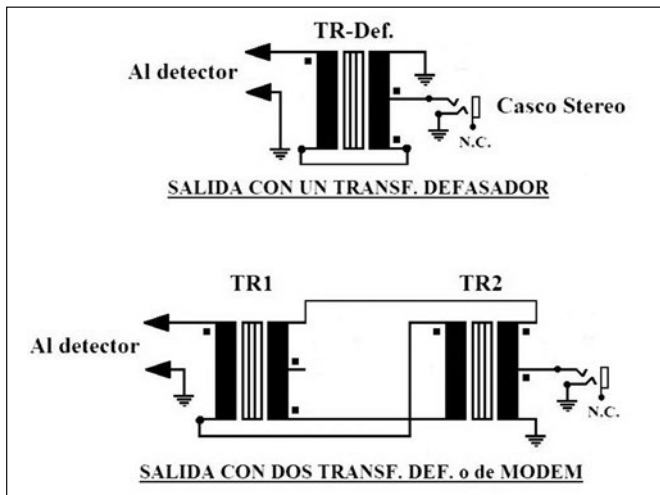 TR-Def.
Al detector
Casco Stereo
N.C.
SALIDA CON UN TRANSF. DEFASADOR
TR1 TR2
Al detector
N.C.
SALIDA CON DOS TRANSF. DEF. o de MODEM